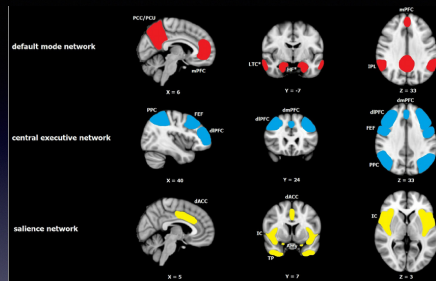 PCC/PCU
mPFC
X = 6
LTC*
HF*
Y = -7
mPFC
IPL
Z = 33
default mode network
PPC
FEF
dlPFC
X = 40
dmPFC
dlPFC
Y = 24
dmPFC
dlPFC
FEF
PPC
Z = 33
central executive network
dACC
X = 5
dACC
IC
TP
Y = 7
IC
Z = 3
salience network